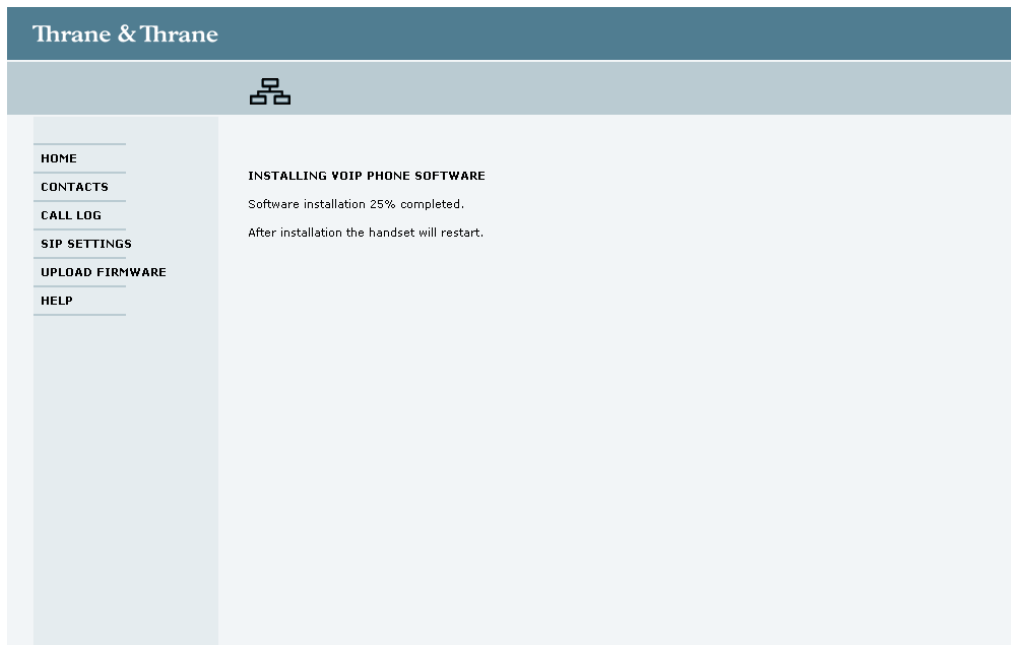 Thrane & Thrane
HOME
CONTACTS
CALL LOG
SIP SETTINGS
UPLOAD FIRMWARE
HELP
INSTALLING VOIP PHONE SOFTWARE
Software installation 25% completed.
After installation the handset will restart.